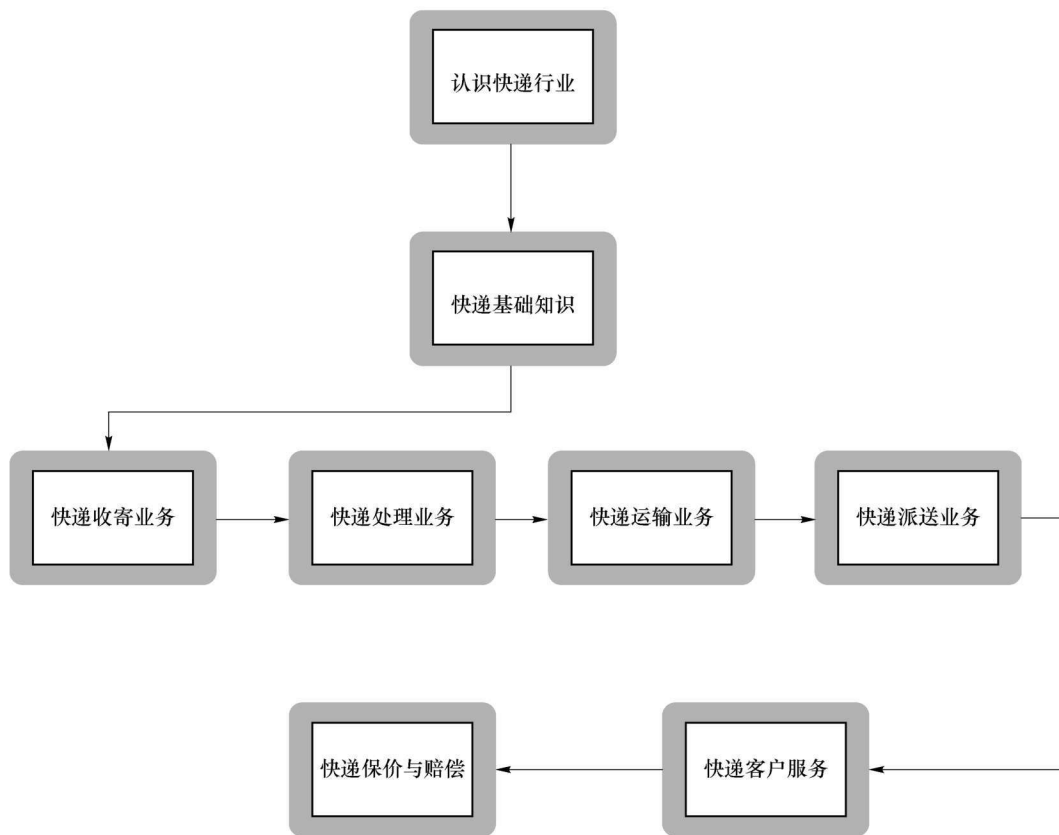 认识快递行业
快递基础知识
快递收寄业务
快递处理业务
快递运输业务
快递派送业务
快递客户服务
快递保价与赔偿